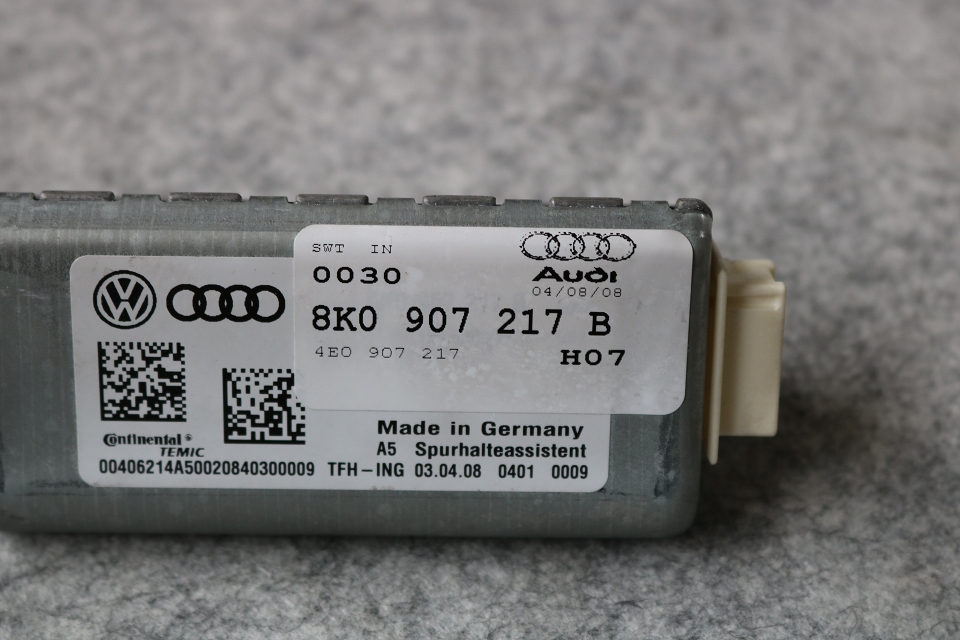 SWT IN
0030
Audi
04/08/08
8K0 907 217 B
4E0 907 217 H07
Continental®
TEMIC
Made in Germany
A5 Spurhalteassistent
00406214A50020840300009 TFH-ING 03.04.08 0401 0009